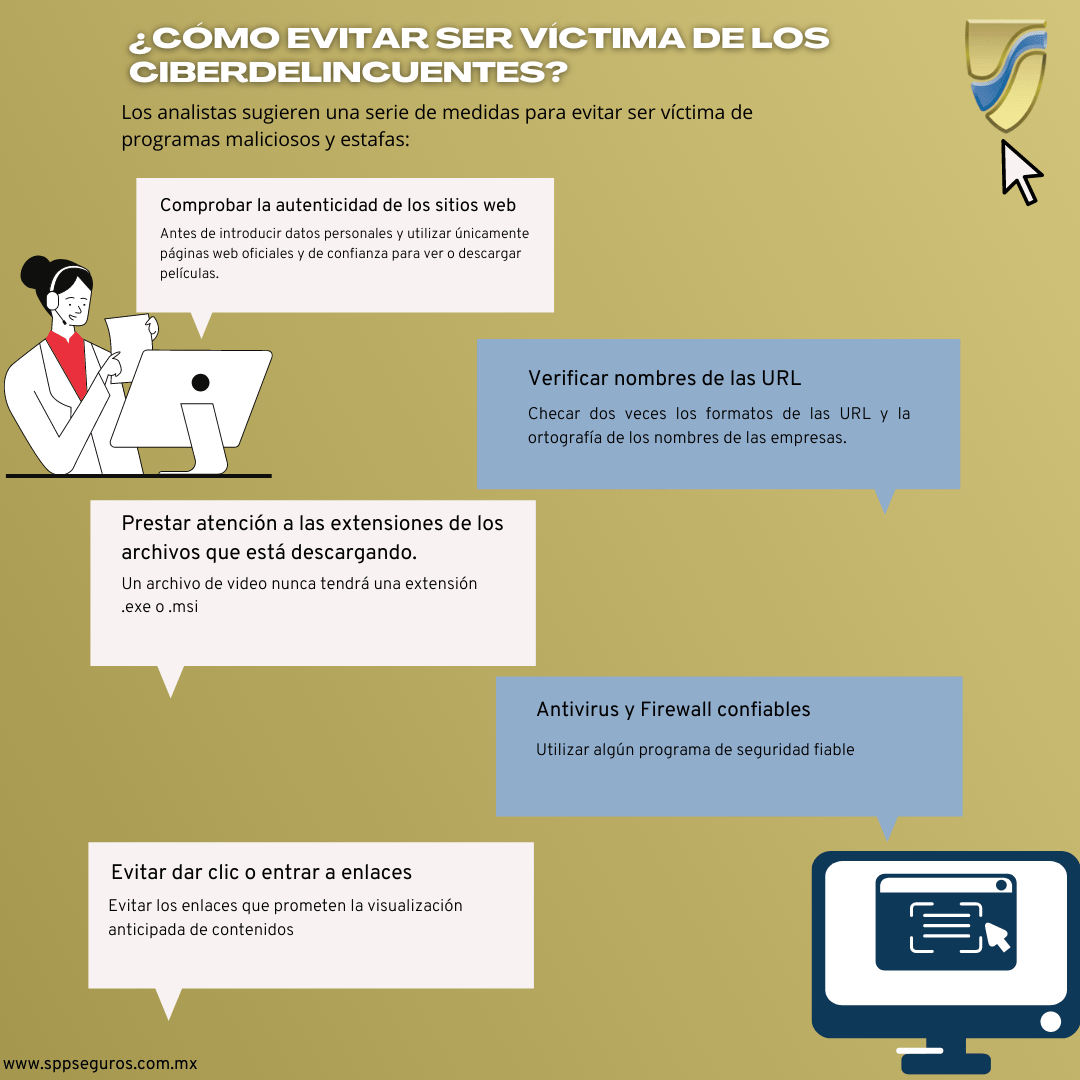 ¿CÓMO EVITAR SER VÍCTIMA DE LOS
CIBERDELINCUENTES?
Los analistas sugieren una serie de medidas para evitar ser víctima de
programas maliciosos y estafas:
Comprobar la autenticidad de los sitios web
Antes de introducir datos personales y utilizar únicamente
páginas web oficiales y de confianza para ver o descargar
películas.
Verificar nombres de las URL
Checar dos veces los formatos de las URL y la
ortografía de los nombres de las empresas.
Prestar atención a las extensiones de los
archivos que está descargando.
Un archivo de video nunca tendrá una extensión
.exe o .msi
Antivirus y Firewall confiables
Utilizar algún programa de seguridad fiable
Evitar dar clic o entrar a enlaces
Evitar los enlaces que prometen la visualización
anticipada de contenidos
www.sppseguros.com.mx